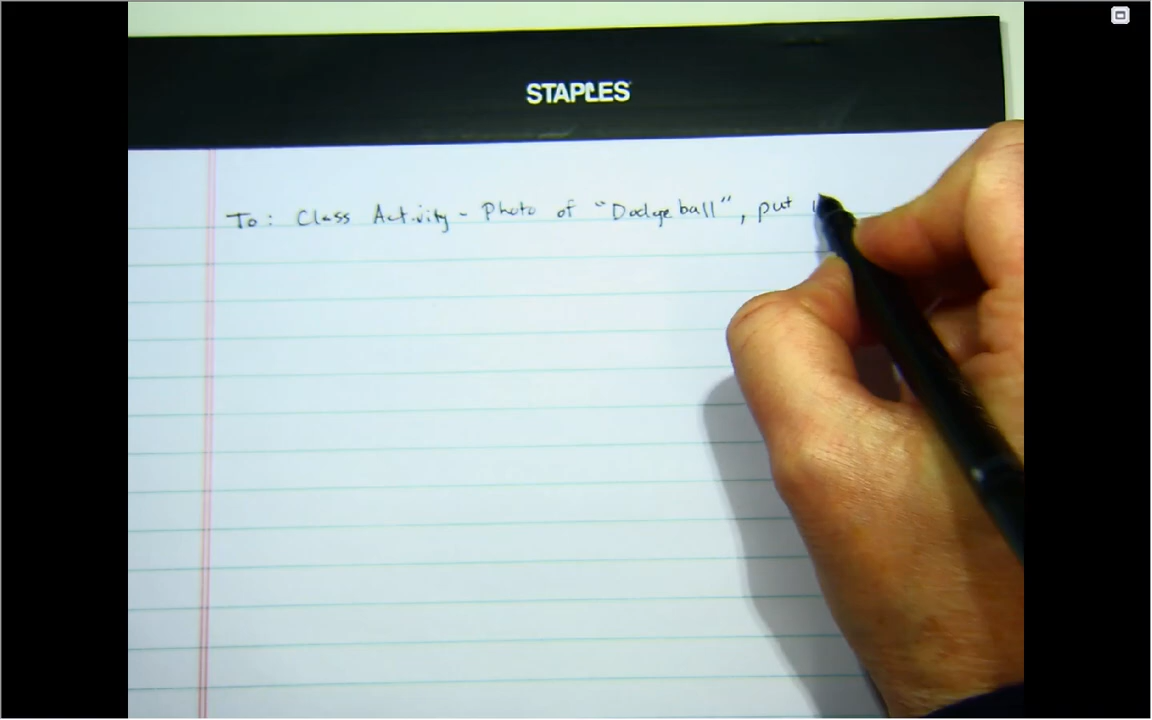 STAPLES
To: Class Activity - Photo of "Dodgeball", put